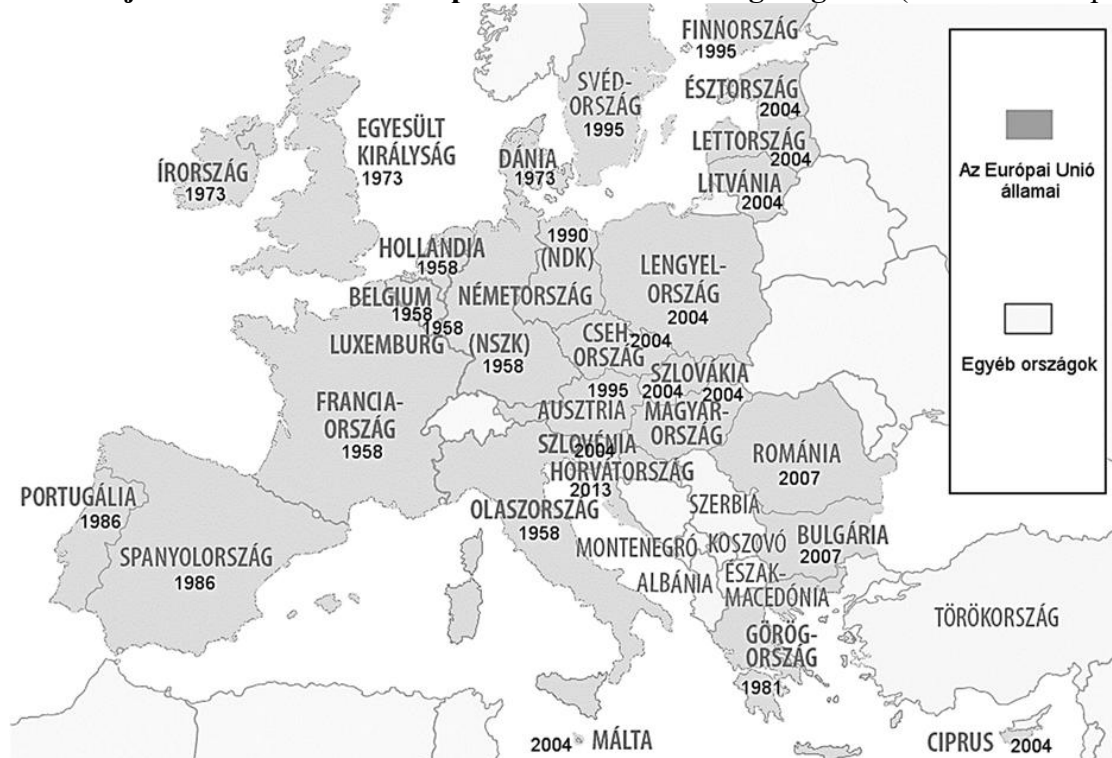 FINNORSZÁG
1995
SVÉD-
ORSZÁG
1995
ÉSZTORSZÁG
2004
LETTORSZÁG
2004
LITVÁNIA
2004
EGYESÜLT
KIRÁLYSÁG
1973
ÍRORSZÁG
1973
DÁNIA
1973
HOLLANDIA
1958
1990
(NDK)
LENGYEL-
ORSZÁG
2004
BELGIUM
1958
NÉMETORSZÁG
1958
LUXEMBURG
(NSZK)
1958
CSEH-
ORSZÁG
2004
SZLOVÁKIA
2004
1995
AUSZTRIA
2004
MAGYAR-
ORSZÁG
FRANCIA-
ORSZÁG
1958
SZLOVÉNIA
2004
HORVÁTORSZÁG
2013
ROMÁNIA
2007
PORTUGÁLIA
1986
SPANYOLORSZÁG
1986
OLASZORSZÁG
1958
SZERBIA
MONTENEGRÓ
KOSZOVÓ
BULGÁRIA
2007
ALBÁNIA
ÉSZAK-
MACEDÓNIA
TÖRÖKORSZÁG
GÖRÖG-
ORSZÁG
1981
2004 MÁLTA
CIPRUS 2004
Az Európai Unió
államai
Egyéb országok